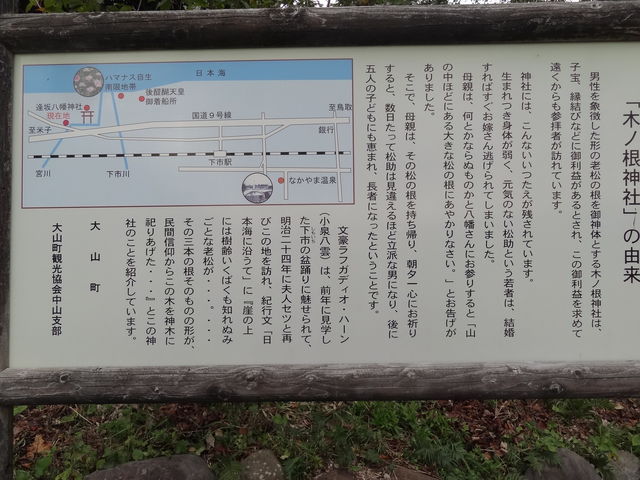 「木ノ根神社」の由来
男性を象徴した形の老松の根を御神体とする木ノ根神社は、
子宝、縁結びなどに御利益があるとされ、この御利益を求めて
遠くからも参拝者が訪れています。
神社には、こんないいつたえが残されています。
生まれつき身体が弱く、元気のない松助という若者は、結婚
すればすぐお嫁さん逃げられてしまいました。
母親は、何とかならぬものかと八幡さんにお参りすると「山
の中ほどにある大きな松の根にあやかりなさい。」とお告げが
ありました。
そこで、母親は、その松の根を持ち帰り、朝夕一心にお祈り
すると、数日たって松助は見違えるほど立派な男になり、後に
五人の子どもにも恵まれ、長者になったということです。
文豪ラフカディオ・ハーン
(小泉八雲)は、前年に見学し
た下市の盆踊りに魅せられて、
しもいち
明治二十四年に夫人セツと再
びこの地を訪れ、紀行文「日
本海に沿うて」に『崖の上
には樹齢いくばくも知れぬみ
ごとな老松が・・・。・・・・
その三本の根そのものの形が、
民間信仰からこの木を神木に
祀りあげた・・・』とこの神
社のことを紹介しています。
大山町
大山町観光協会中山支部
ハマナス自生
南限地帯
日本海
後醍醐天皇
御着船所
逢坂八幡神社
現在地
国道9号線
至鳥取
至米子
銀行
下市駅
宮川
下市川
なかやま温泉